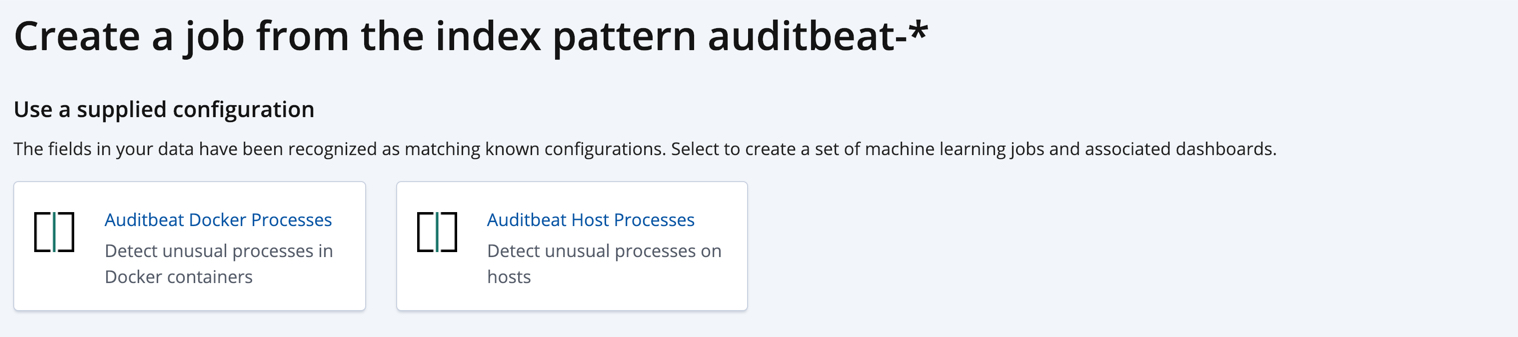 Create a job from the index pattern auditbeat-*
Use a supplied configuration
The fields in your data have been recognized as matching known configurations. Select to create a set of machine learning jobs and associated dashboards.
Auditbeat Docker Processes
Detect unusual processes in
Docker containers
Auditbeat Host Processes
Detect unusual processes on
hosts